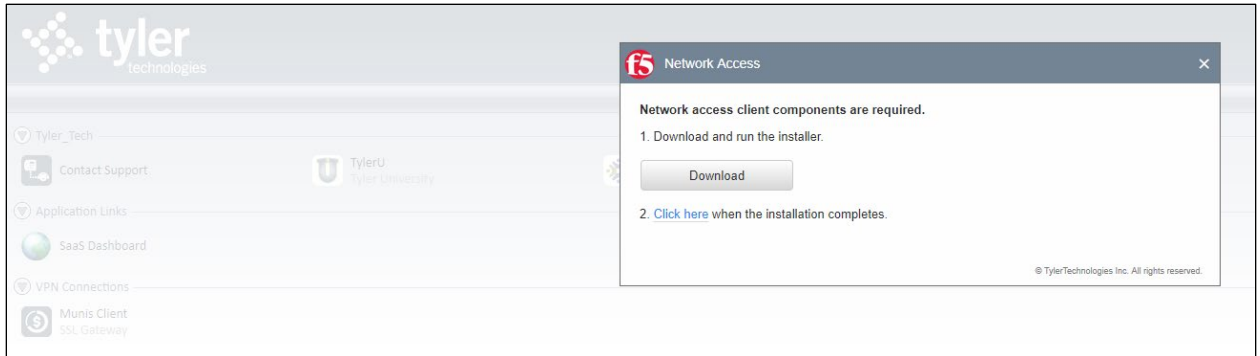 tyler
technologies
Tyler_Tech
Contact Support
TylerU
Tyler University
Application Links
SaaS Dashboard
VPN Connections
Munis Client
SSL Gateway
f5 Network Access
Network access client components are required.
1. Download and run the installer.
Download
2. Click here when the installation completes.
© TylerTechnologies Inc. All rights reserved.